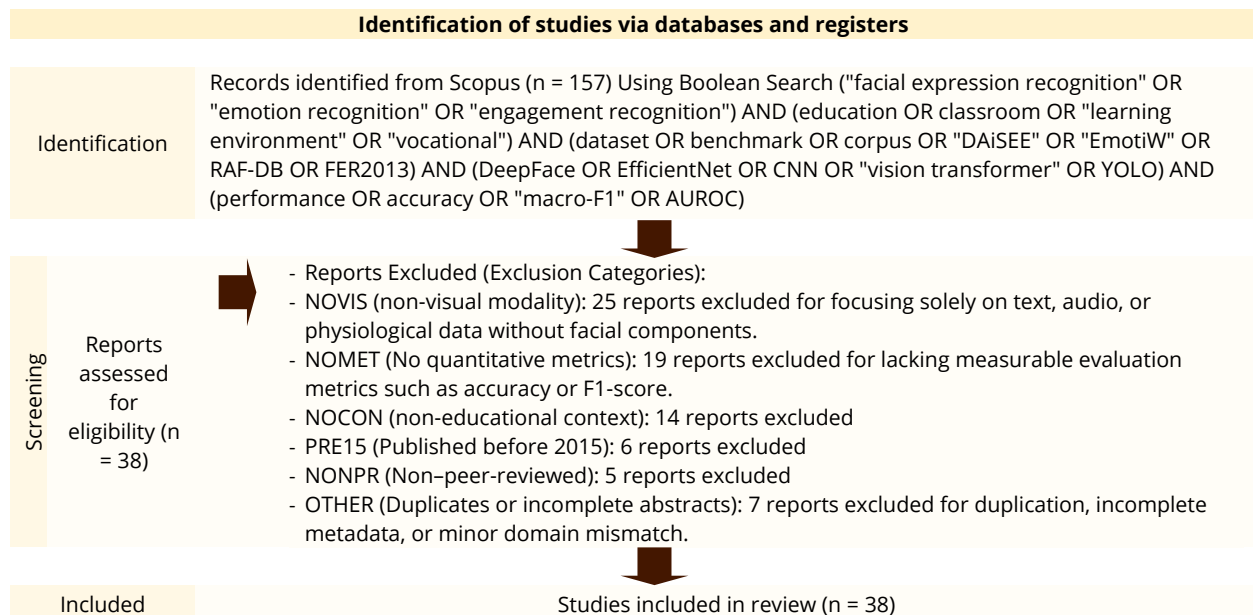 Identification of studies via databases and registers
Identification
Records identified from Scopus (n = 157) Using Boolean Search ("facial expression recognition" OR
"emotion recognition" OR "engagement recognition") AND (education OR classroom OR "learning
environment" OR "vocational") AND (dataset OR benchmark OR corpus OR "DAiSEE" OR "EmotiW" OR
RAF-DB OR FER2013) AND (DeepFace OR EfficientNet OR CNN OR "vision transformer" OR YOLO) AND
(performance OR accuracy OR "macro-F1" OR AUROC)
Screening
Reports
assessed
for
eligibility (n
= 38)
- Reports Excluded (Exclusion Categories):
- NOVIS (non-visual modality): 25 reports excluded for focusing solely on text, audio, or
physiological data without facial components.
- NOMET (No quantitative metrics): 19 reports excluded for lacking measurable evaluation
metrics such as accuracy or F1-score.
- NOCON (non-educational context): 14 reports excluded
- PRE15 (Published before 2015): 6 reports excluded
- NONPR (Non–peer-reviewed): 5 reports excluded
- OTHER (Duplicates or incomplete abstracts): 7 reports excluded for duplication, incomplete
metadata, or minor domain mismatch.
Included
Studies included in review (n = 38)